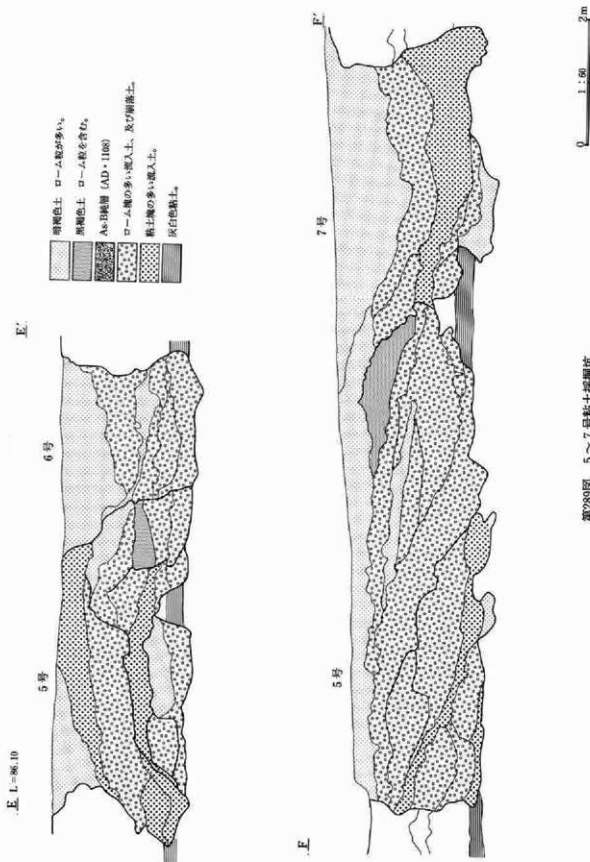 E L=86.10
5号
6号
E′
暗褐色土 ローム粒が多い。
黒褐色土 ローム粒を含む。
As-B純層〔AD・1108〕
ローム塊の多い流入土、及び崩落土。
粘土塊の多い流入土。
灰白色粘土。
F
5号
7号
F′
0
1:60
2m
第289図 5～7号粘土採掘坑